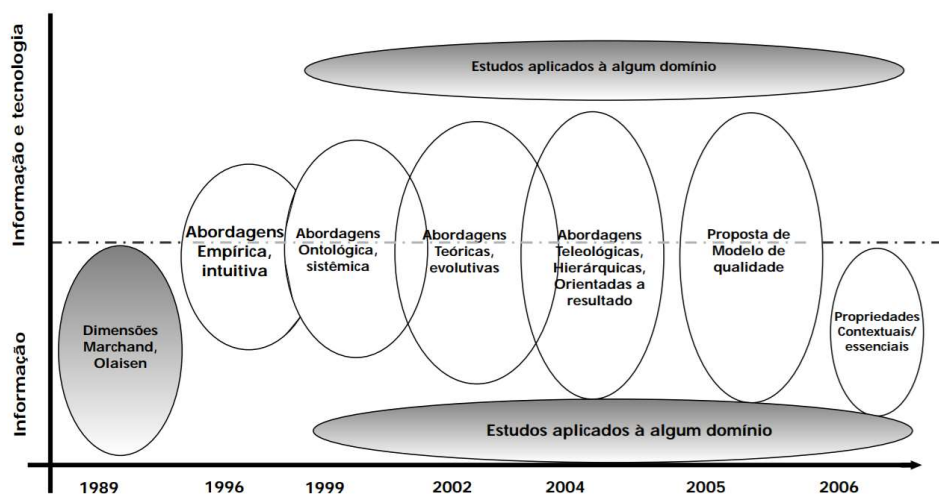 Informação e tecnologia
Informação
Estudos aplicados à algum domínio
Dimensões
Marchand,
Olaisen
Abordagens
Empírica,
intuitiva
Abordagens
Ontológica,
sistêmica
Abordagens
Teóricas,
evolutivas
Abordagens
Teleológicas,
Hierárquicas,
Orientadas a
resultado
Proposta de
Modelo de
qualidade
Propriedades
Contextuais/
essenciais
Estudos aplicados à algum domínio
1989
1996
1999
2002
2004
2005
2006